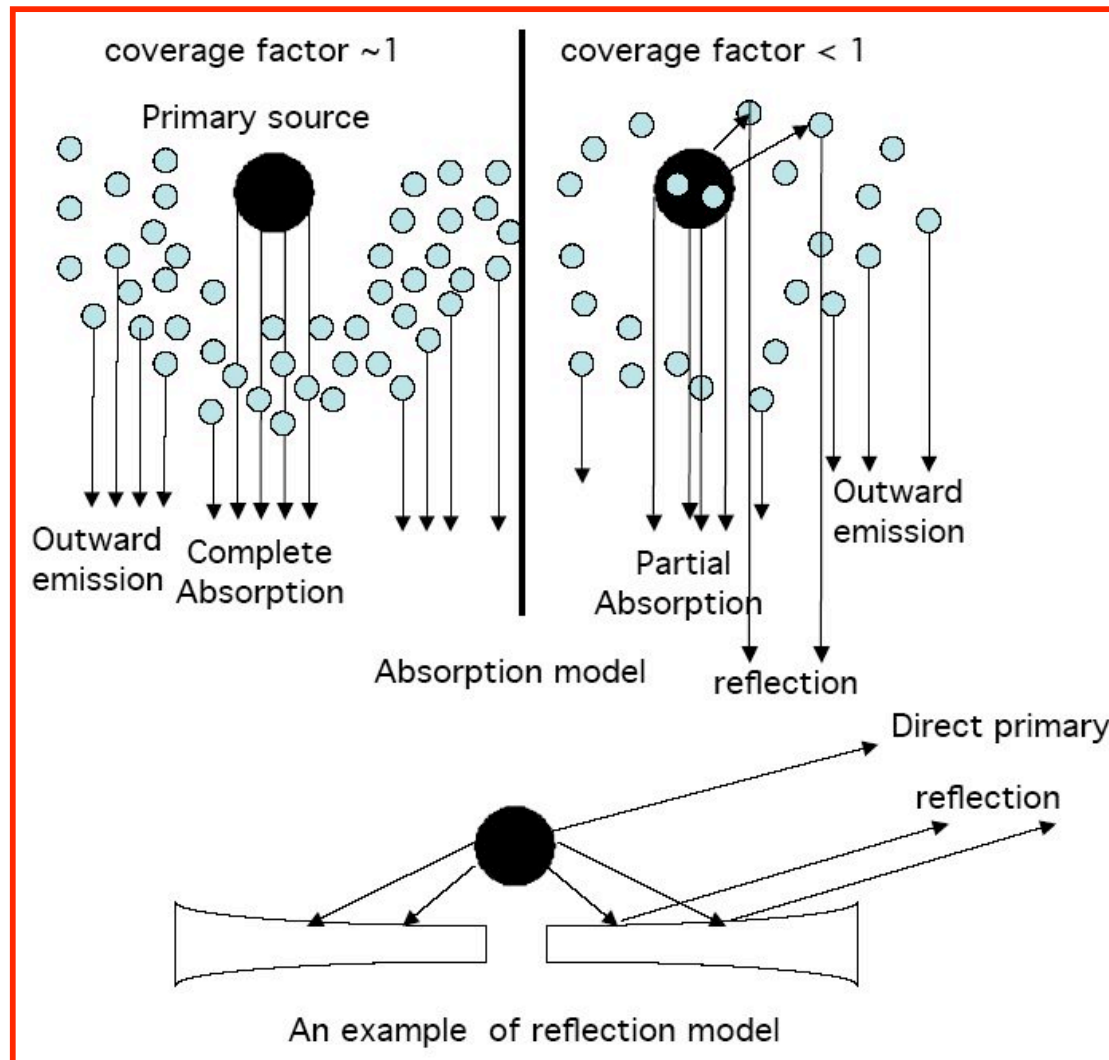 coverage factor ~1
Primary source
Outward
emission
Complete
Absorption
coverage factor < 1
Outward
emission
Partial
Absorption
Absorption model
reflection
Direct primary
reflection
An example of reflection model